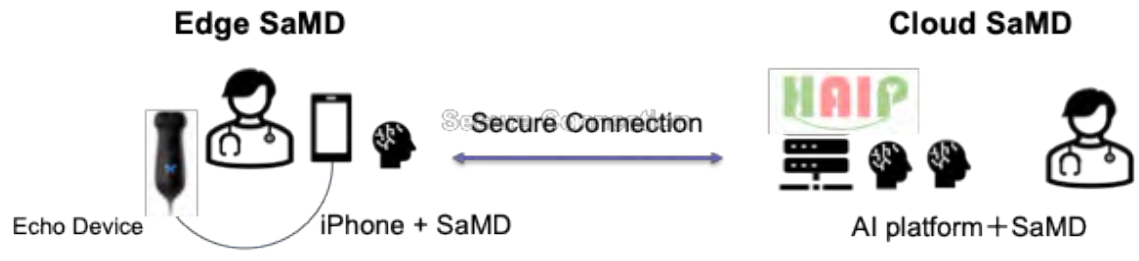 Edge SaMD
Cloud SaMD
HAIP
Secure Connection
Echo Device
iPhone + SaMD
AI platform＋SaMD